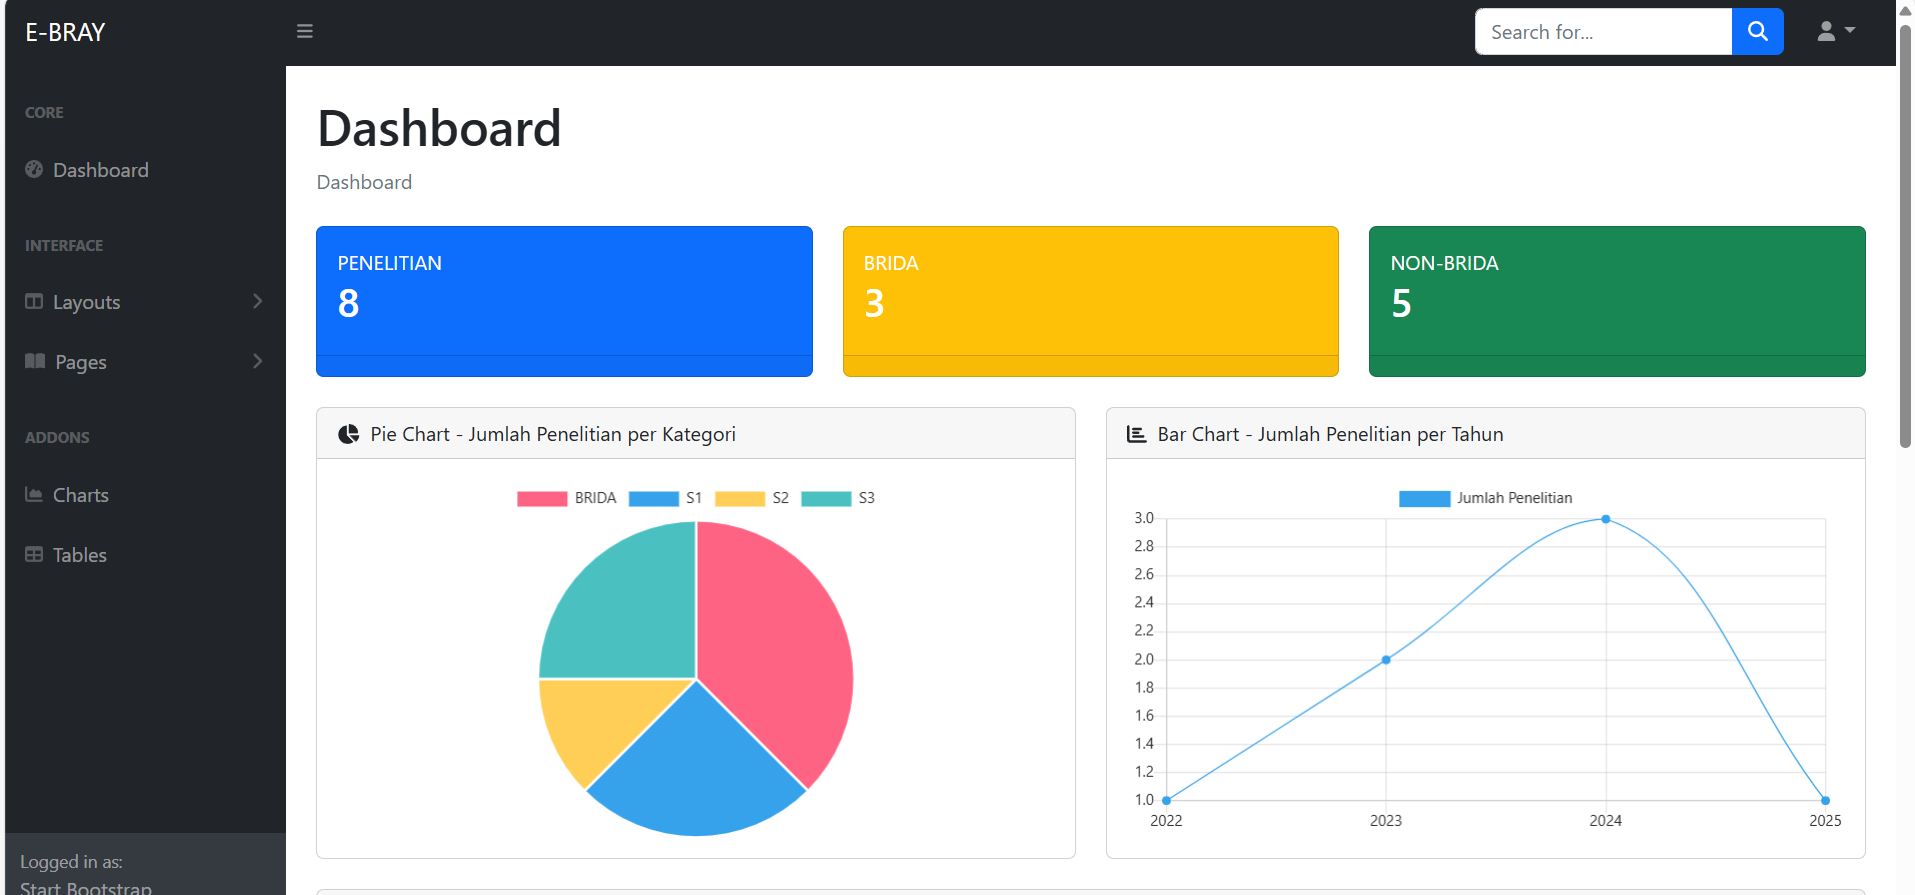 E-BRAY
Search for...
CORE
Dashboard
INTERFACE
Layouts
Pages
ADDONS
Charts
Tables
Logged in as:
Start Bootstrap
Dashboard
Dashboard
PENELITIAN
8
BRIDA
3
NON-BRIDA
5
Pie Chart - Jumlah Penelitian per Kategori
BRIDA S1 S2 S3
Bar Chart - Jumlah Penelitian per Tahun
Jumlah Penelitian
3.0
2.8
2.6
2.4
2.2
2.0
1.8
1.6
1.4
1.2
1.0
2022 2023 2024 2025